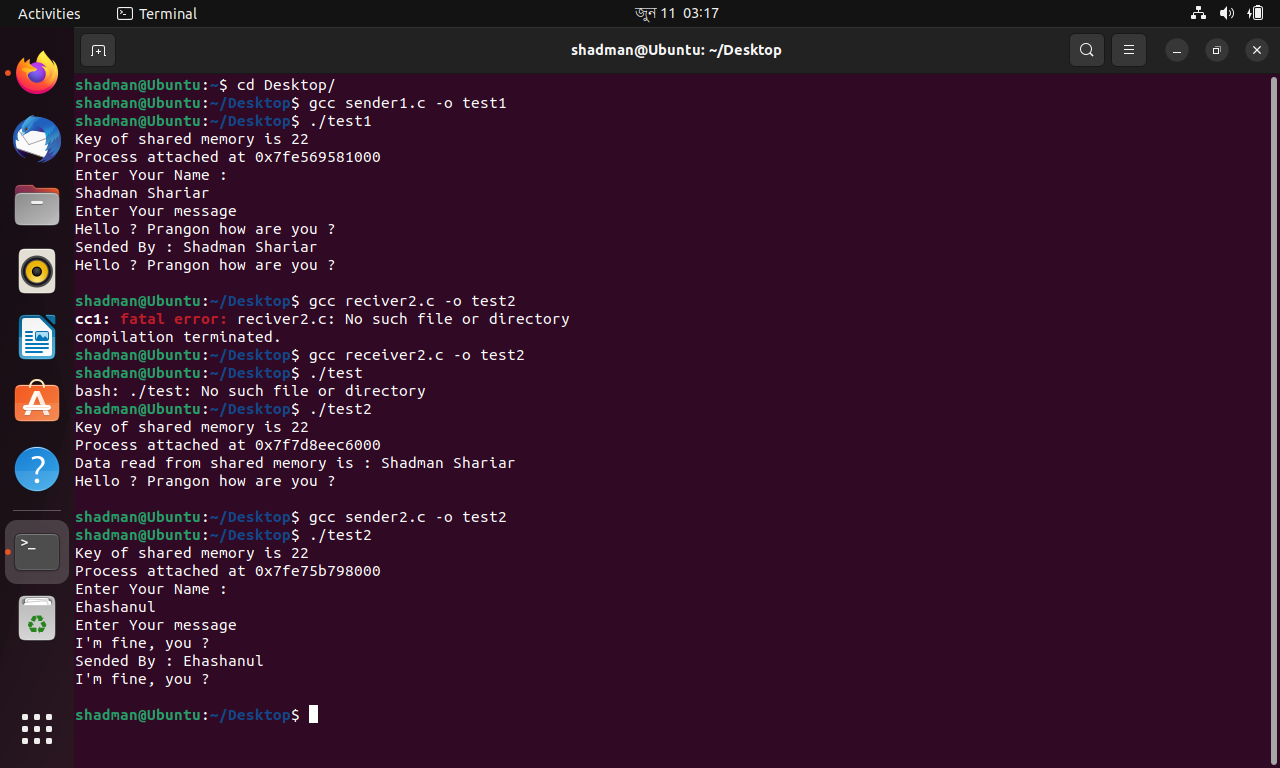 Activities
Terminal
জুন 11 03:17
shadman@Ubuntu: ~/Desktop
shadman@Ubuntu:~$ cd Desktop/
shadman@Ubuntu:~/Desktop$ gcc sender1.c -o test1
shadman@Ubuntu:~/Desktop$ ./test1
Key of shared memory is 22
Process attached at 0x7fe569581000
Enter Your Name :
Shadman Shariar
Enter Your message
Hello ? Prangon how are you ?
Sended By : Shadman Shariar
Hello ? Prangon how are you ?
shadman@Ubuntu:~/Desktop$ gcc reciver2.c -o test2
cc1: fatal error: reciver2.c: No such file or directory
compilation terminated.
shadman@Ubuntu:~/Desktop$ gcc receiver2.c -o test2
shadman@Ubuntu:~/Desktop$ ./test
bash: ./test: No such file or directory
shadman@Ubuntu:~/Desktop$ ./test2
Key of shared memory is 22
Process attached at 0x7f7d8eec6000
Data read from shared memory is : Shadman Shariar
Hello ? Prangon how are you ?
shadman@Ubuntu:~/Desktop$ gcc sender2.c -o test2
shadman@Ubuntu:~/Desktop$ ./test2
Key of shared memory is 22
Process attached at 0x7fe75b798000
Enter Your Name :
Ehashanul
Enter Your message
I'm fine, you ?
Sended By : Ehashanul
I'm fine, you ?
shadman@Ubuntu:~/Desktop$